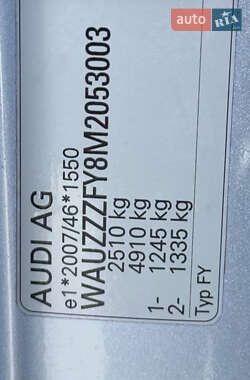 AUTO RIA.com
AUDI AG
e1*2007/46*1550
WAUZZZFY8M2053003
2510 kg
4910 kg
1- 1245 kg
2- 1335 kg
Typ FY